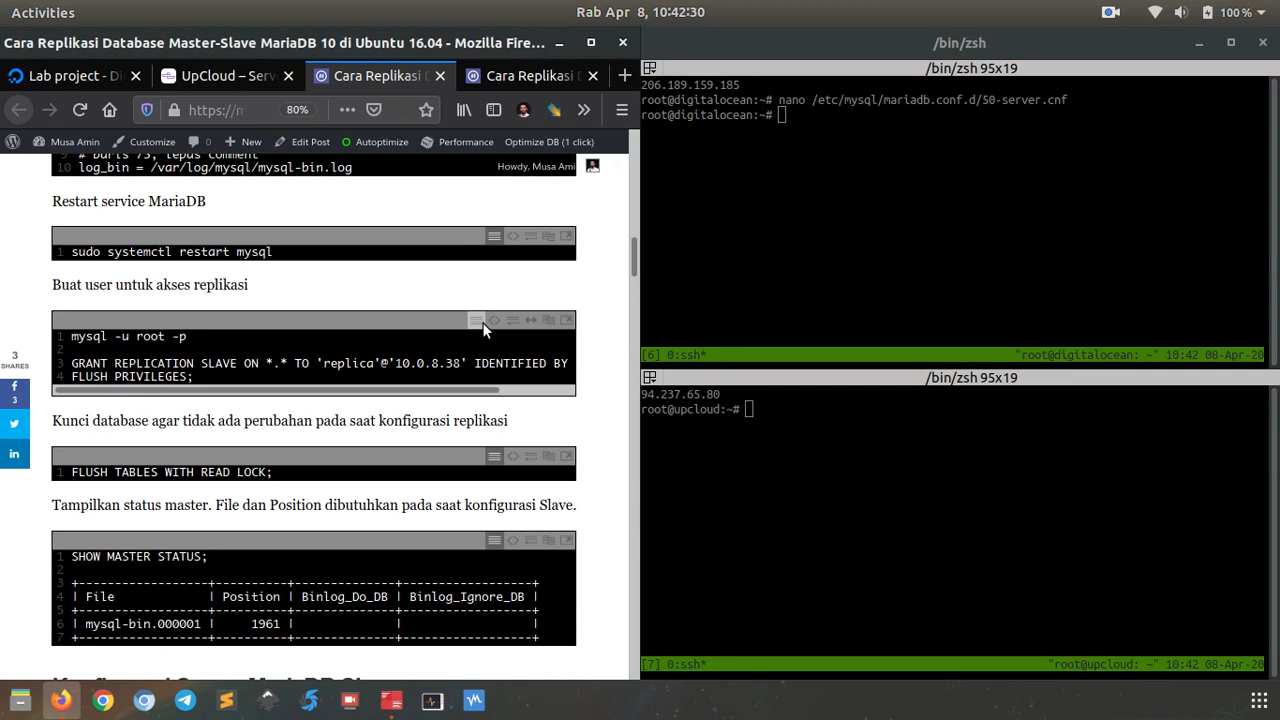 Activities
Rab Apr 8, 10:42:30
100 %
Cara Replikasi Database Master-Slave MariaDB 10 di Ubuntu 16.04 - Mozilla Fire…
Lab project - Di
UpCloud – Serv
Cara Replikasi D
Cara Replikasi D
https://m
80%
Musa Amin
Customize
0
New
Edit Post
Autoptimize
Performance
Optimize DB (1 click)
Howdy, Musa Ami
10 log_bin = /var/log/mysql/mysql-bin.log
Restart service MariaDB
1 sudo systemctl restart mysql
Buat user untuk akses replikasi
1 mysql -u root -p
2
3 GRANT REPLICATION SLAVE ON *.* TO 'replica'@'10.0.8.38' IDENTIFIED BY
4 FLUSH PRIVILEGES;
3
SHARES
3
Kunci database agar tidak ada perubahan pada saat konfigurasi replikasi
1 FLUSH TABLES WITH READ LOCK;
Tampilkan status master. File dan Position dibutuhkan pada saat konfigurasi Slave.
1 SHOW MASTER STATUS;
2
3 +------------------+----------+--------------+------------------+
4 | File | Position | Binlog_Do_DB | Binlog_Ignore_DB |
5 +------------------+----------+--------------+------------------+
6 | mysql-bin.000001 | 1961 | | |
7 +------------------+----------+--------------+------------------+
/bin/zsh
/bin/zsh 95x19
206.189.159.185
root@digitalocean:~# nano /etc/mysql/mariadb.conf.d/50-server.cnf
root@digitalocean:~#
[6] 0:ssh* "root@digitalocean: ~" 10:42 08-Apr-20
/bin/zsh 95x19
94.237.65.80
root@upcloud:~#
[7] 0:ssh* "root@upcloud: ~" 10:42 08-Apr-20